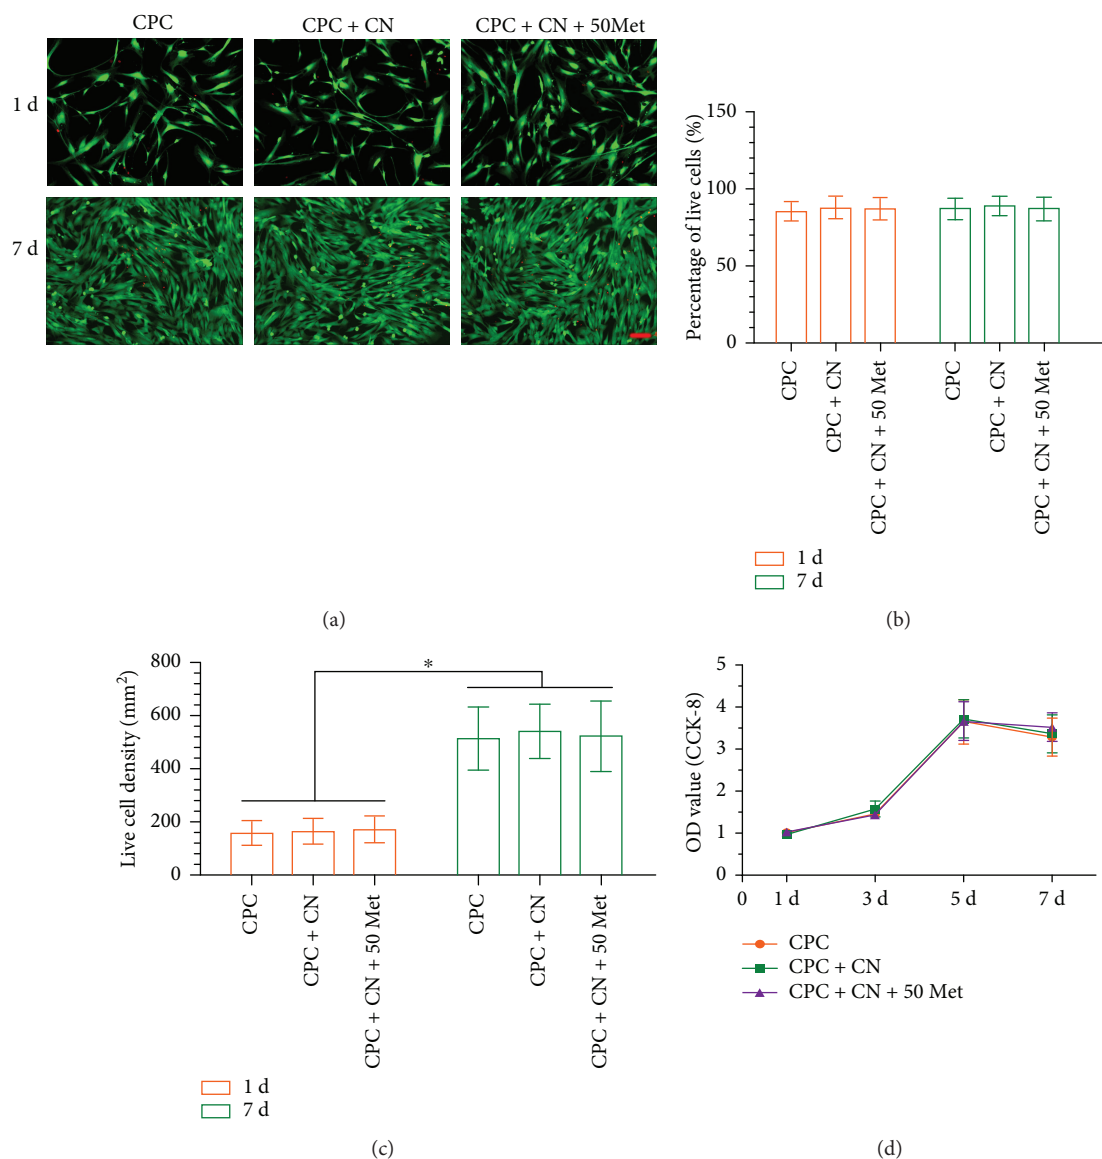 CPC
CPC + CN
CPC + CN + 50Met
1 d
7 d
(a)
Percentage of live cells (%)
150
100
50
0
CPC
CPC + CN
CPC + CN + 50 Met
CPC
CPC + CN
CPC + CN + 50 Met
1 d
7 d
(b)
Live cell density (mm²)
800
600
400
200
0
*
CPC
CPC + CN
CPC + CN + 50 Met
CPC
CPC + CN
CPC + CN + 50 Met
1 d
7 d
(c)
OD value (CCK-8)
5
4
3
2
1
0
0
1 d
3 d
5 d
7 d
CPC
CPC + CN
CPC + CN + 50 Met
(d)